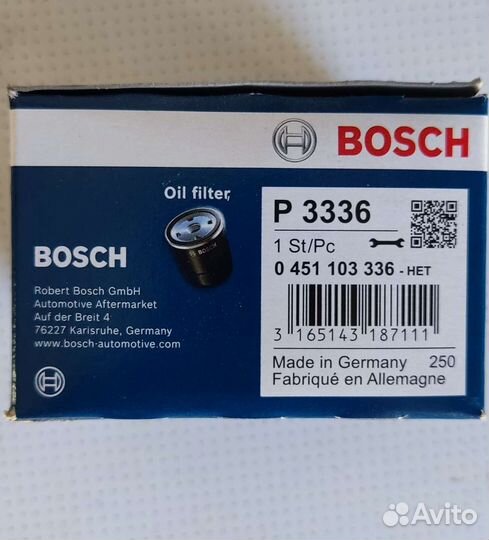 BOSCH
Oil filter
BOSCH
BOSCH
Robert Bosch GmbH
Automotive Aftermarket
Auf der Breit 4
76227 Karlsruhe, Germany
www.bosch-automotive.com
P 3336
1 St/Pc
0 451 103 336 - HET
3 165143 187111
Made in Germany 250
Fabriqué en Allemagne
Avito